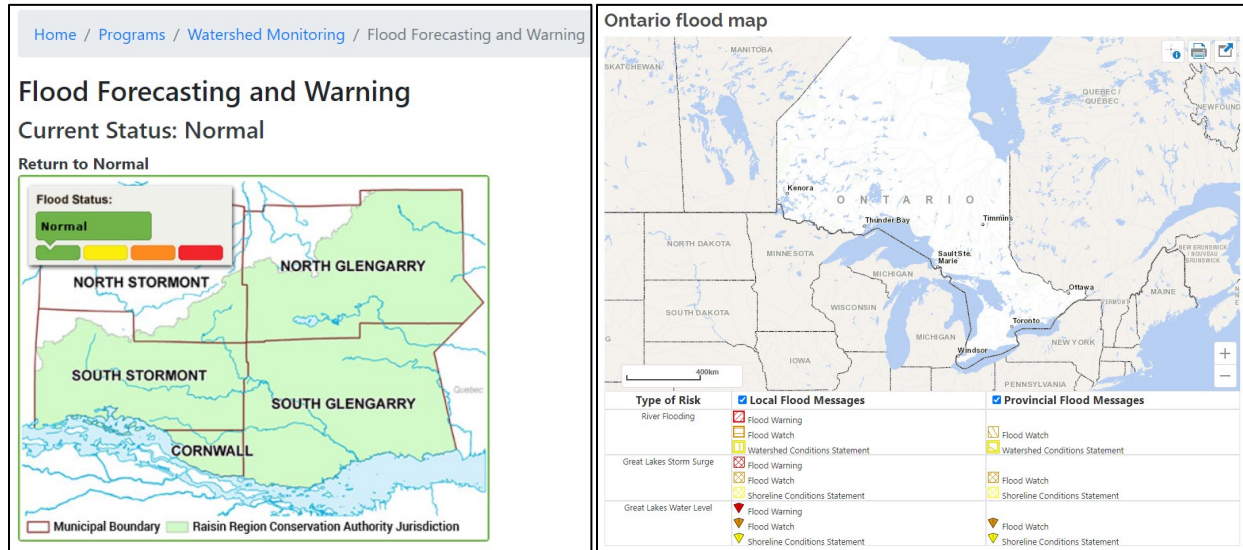 Home / Programs / Watershed Monitoring / Flood Forecasting and Warning
Flood Forecasting and Warning
Current Status: Normal
Return to Normal
Flood Status:
Normal
NORTH GLENGARRY
NORTH STORMONT
SOUTH STORMONT
Quebec
SOUTH GLENGARRY
CORNWALL
Municipal Boundary Raisin Region Conservation Authority Jurisdiction
Ontario flood map
MANITOBA
SKATCHEWAN
QUEBEC /
QUÉBEC
NEWFOUND
Kenora
ONTARIO
Thunder Bay
Timmins
NORTH DAKOTA
MINNESOTA
Sault Ste.
Marie
NEW BRUNSWICK
/ NOUVEAU
BRUNSWICK
MICHIGAN
Ottawa
MAINE
VERMONT
SOUTH DAKOTA
WISCONSIN
Toronto
MICHIGAN
NEW YORK
Windsor
IOWA
400km
PENNSYLVANIA
Type of Risk Local Flood Messages Provincial Flood Messages
River Flooding
Flood Warning
Flood Watch Flood Watch
Watershed Conditions Statement Watershed Conditions Statement
Great Lakes Storm Surge
Flood Warning
Flood Watch Flood Watch
Shoreline Conditions Statement Shoreline Conditions Statement
Great Lakes Water Level
Flood Warning
Flood Watch Flood Watch
Shoreline Conditions Statement Shoreline Conditions Statement